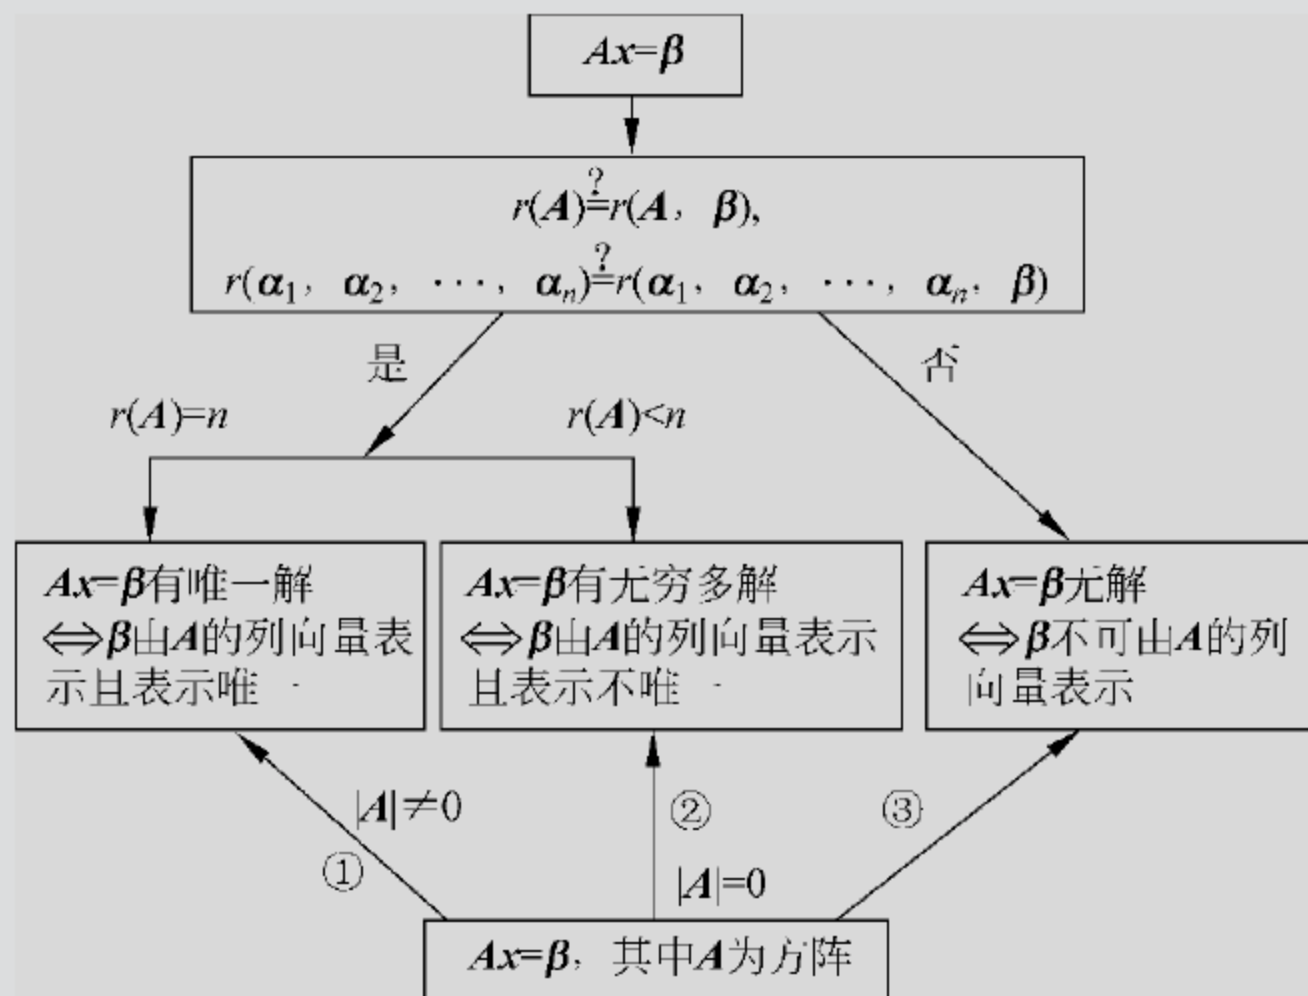 Ax=β
r(A)≟r(A, β),
r(α₁, α₂, ···, αₙ)≟r(α₁, α₂, ···, αₙ, β)
是
否
r(A)=n
r(A)<n
Ax=β有唯一解
⟺β由A的列向量表
示且表示唯一
Ax=β有无穷多解
⟺β由A的列向量表示
且表示不唯一
Ax=β无解
⟺β不可由A的列
向量表示
|A|≠0
①
②
|A|=0
③
Ax=β, 其中A为方阵